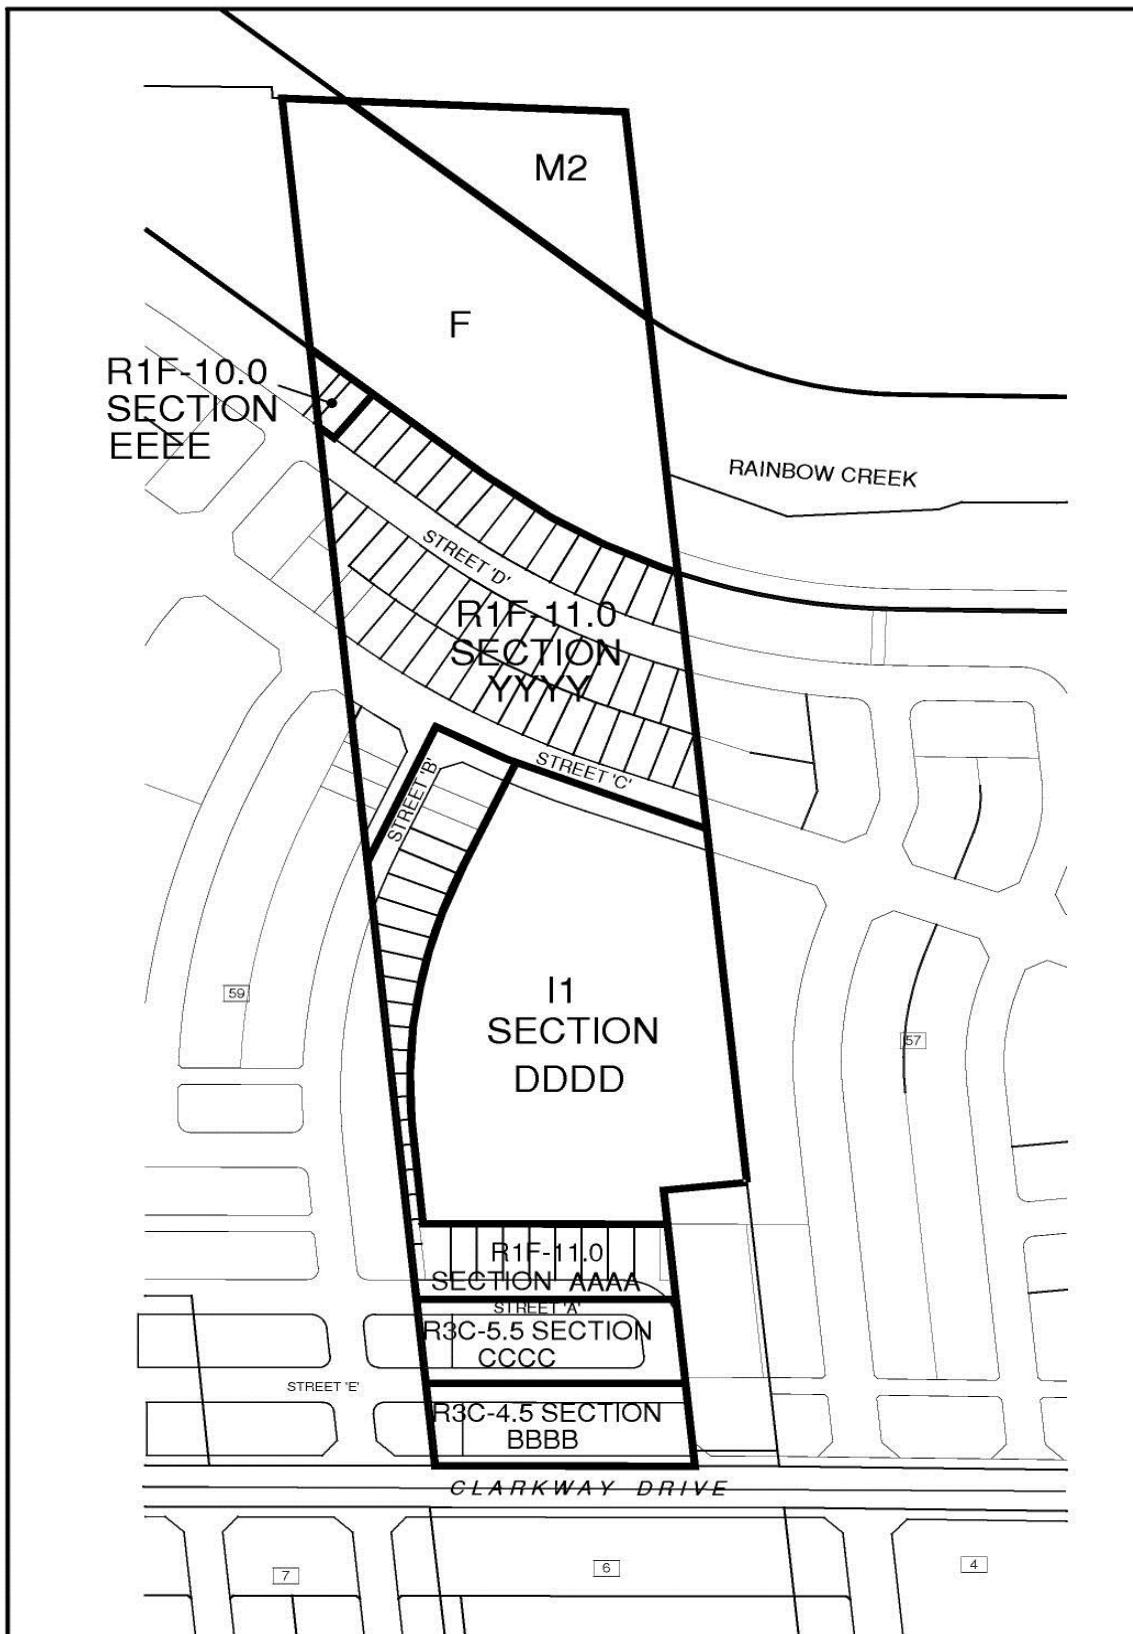 M2
F
R1F-10.0
SECTION
EEEE
RAINBOW CREEK
STREET 'D'
R1F-11.0
SECTION
YYYY
STREET 'C'
STREET 'B'
59
57
I1
SECTION
DDDD
R1F-11.0
SECTION AAAA
STREET 'A'
R3C-5.5 SECTION
CCCC
STREET 'E'
R3C-4.5 SECTION
BBBB
CLARKWAY DRIVE
7
6
4